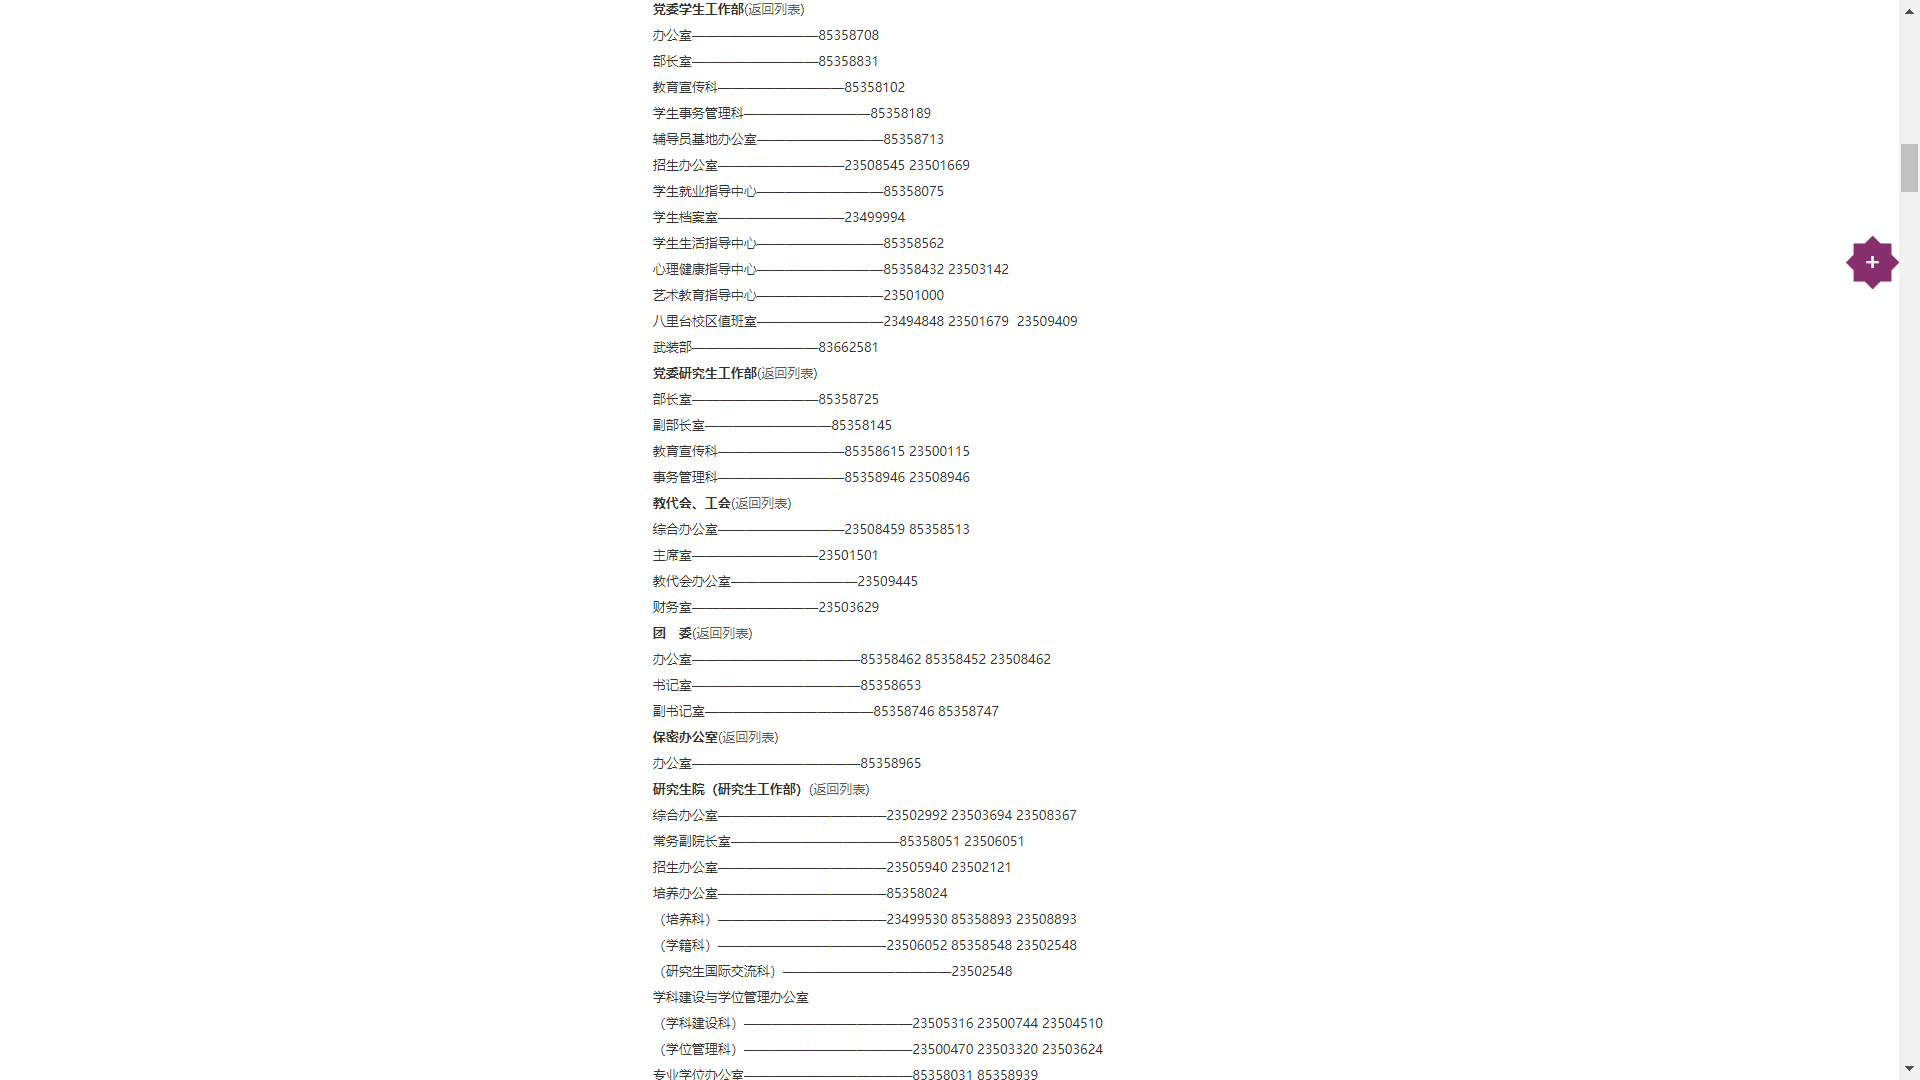 党委学生工作部(返回列表)
办公室—————————85358708
部长室—————————85358831
教育宣传科—————————85358102
学生事务管理科—————————85358189
辅导员基地办公室—————————85358713
招生办公室—————————23508545 23501669
学生就业指导中心—————————85358075
学生档案室—————————23499994
学生生活指导中心—————————85358562
心理健康指导中心—————————85358432 23503142
艺术教育指导中心—————————23501000
八里台校区值班室—————————23494848 23501679  23509409
武装部—————————83662581
党委研究生工作部(返回列表)
部长室—————————85358725
副部长室—————————85358145
教育宣传科—————————85358615 23500115
事务管理科—————————85358946 23508946
教代会、工会(返回列表)
综合办公室—————————23508459 85358513
主席室—————————23501501
教代会办公室—————————23509445
财务室—————————23503629
团　委(返回列表)
办公室————————————85358462 85358452 23508462
书记室————————————85358653
副书记室————————————85358746 85358747
保密办公室(返回列表)
办公室————————————85358965
研究生院（研究生工作部）(返回列表)
综合办公室————————————23502992 23503694 23508367
常务副院长室————————————85358051 23506051
招生办公室————————————23505940 23502121
培养办公室————————————85358024
（培养科）————————————23499530 85358893 23508893
（学籍科）————————————23506052 85358548 23502548
（研究生国际交流科）————————————23502548
学科建设与学位管理办公室
（学科建设科）————————————23505316 23500744 23504510
（学位管理科）————————————23500470 23503320 23503624
专业学位办公室————————————85358031 85358939
+